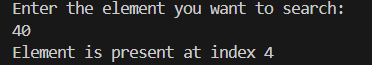 Enter the element you want to search:
40
Element is present at index 4